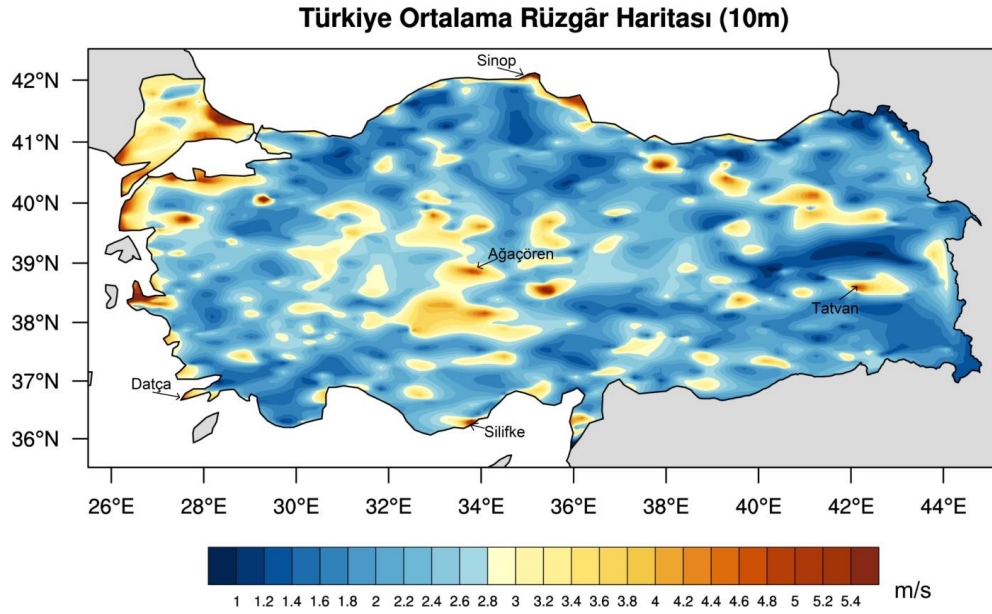 Türkiye Ortalama Rüzgâr Haritası (10m)
Sinop
42°N
41°N
40°N
Ağaçören
39°N
Tatvan
38°N
Datça
37°N
Silifke
36°N
26°E 28°E 30°E 32°E 34°E 36°E 38°E 40°E 42°E 44°E
1 1.2 1.4 1.6 1.8 2 2.2 2.4 2.6 2.8 3 3.2 3.4 3.6 3.8 4 4.2 4.4 4.6 4.8 5 5.2 5.4 m/s